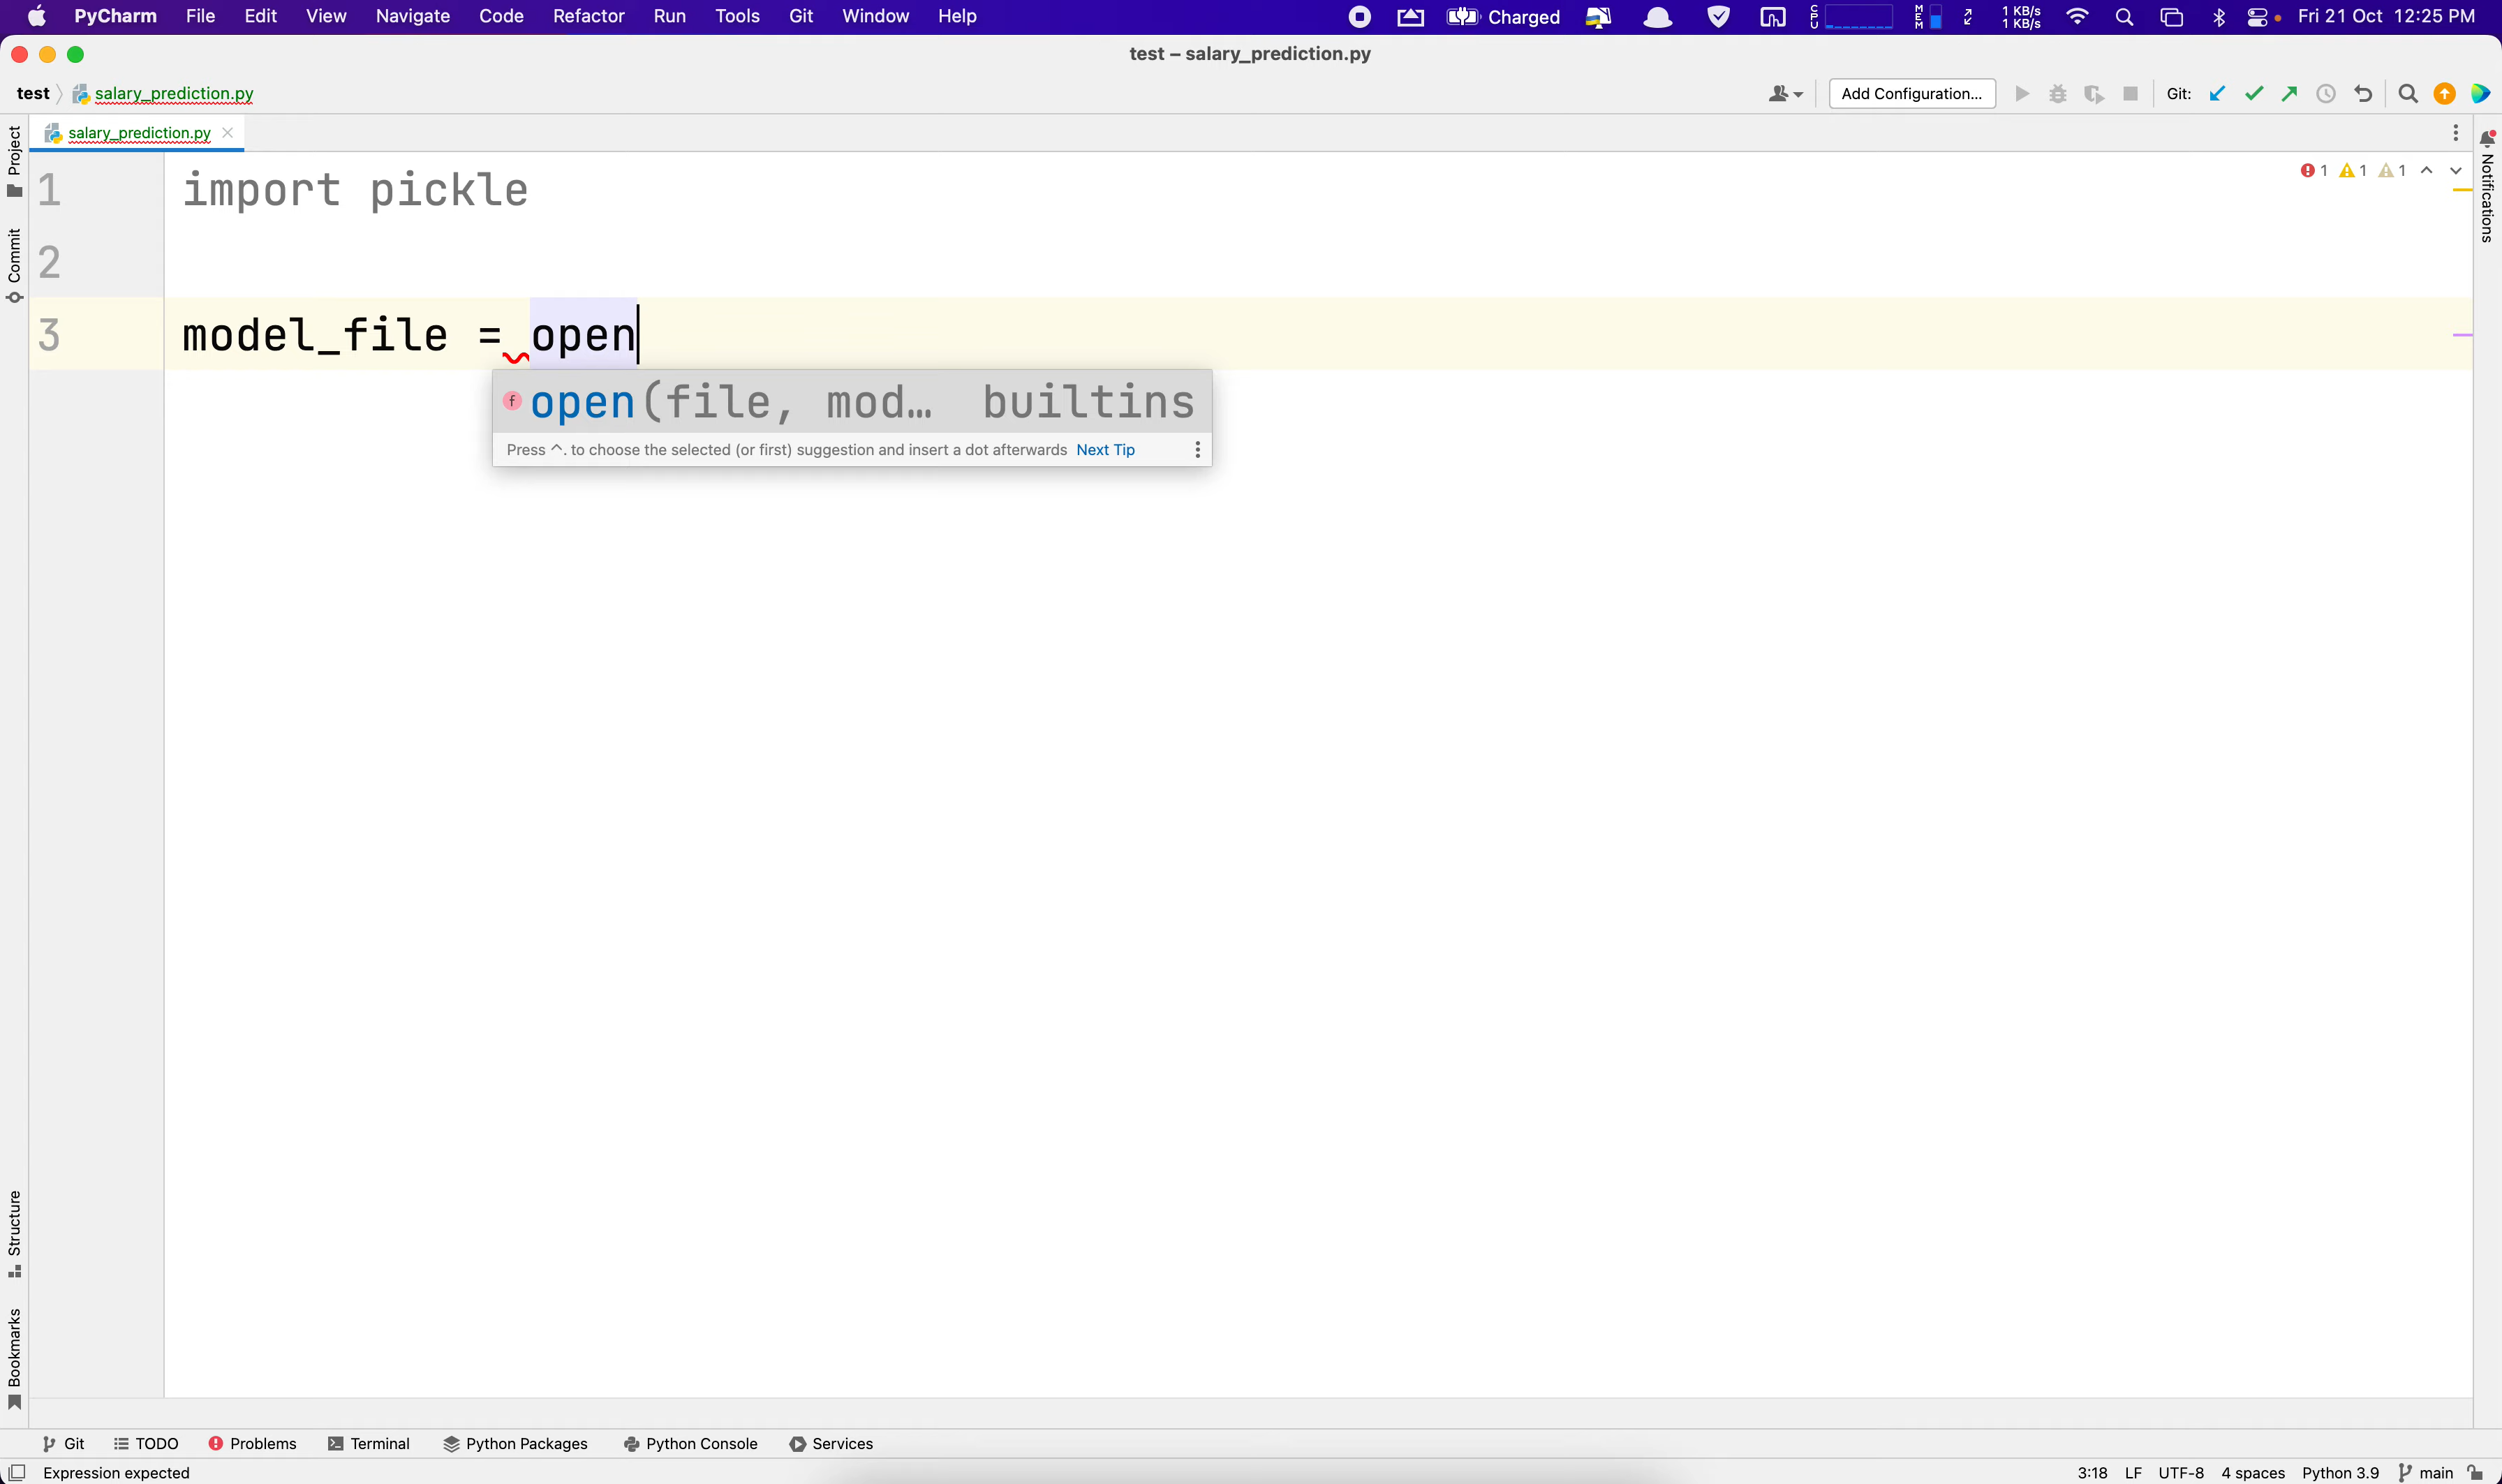 PyCharm File Edit View Navigate Code Refactor Run Tools Git Window Help Charged CPU MEM 1 KB/s 1 KB/s Fri 21 Oct 12:25 PM
test – salary_prediction.py
test salary_prediction.py Add Configuration... Git:
salary_prediction.py
Project
Commit
Structure
Bookmarks
Notifications
1 import pickle
1 1 1
2
3 model_file = open
f open(file, mod… builtins
Press ^. to choose the selected (or first) suggestion and insert a dot afterwards Next Tip
Git TODO Problems Terminal Python Packages Python Console Services
Expression expected 3:18 LF UTF-8 4 spaces Python 3.9 main